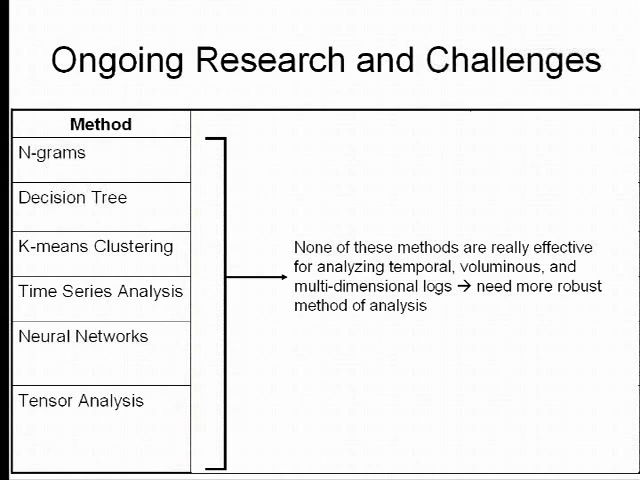 Ongoing Research and Challenges
Method
N-grams
Decision Tree
K-means Clustering
Time Series Analysis
Neural Networks
Tensor Analysis
None of these methods are really effective
for analyzing temporal, voluminous, and
multi-dimensional logs → need more robust
method of analysis